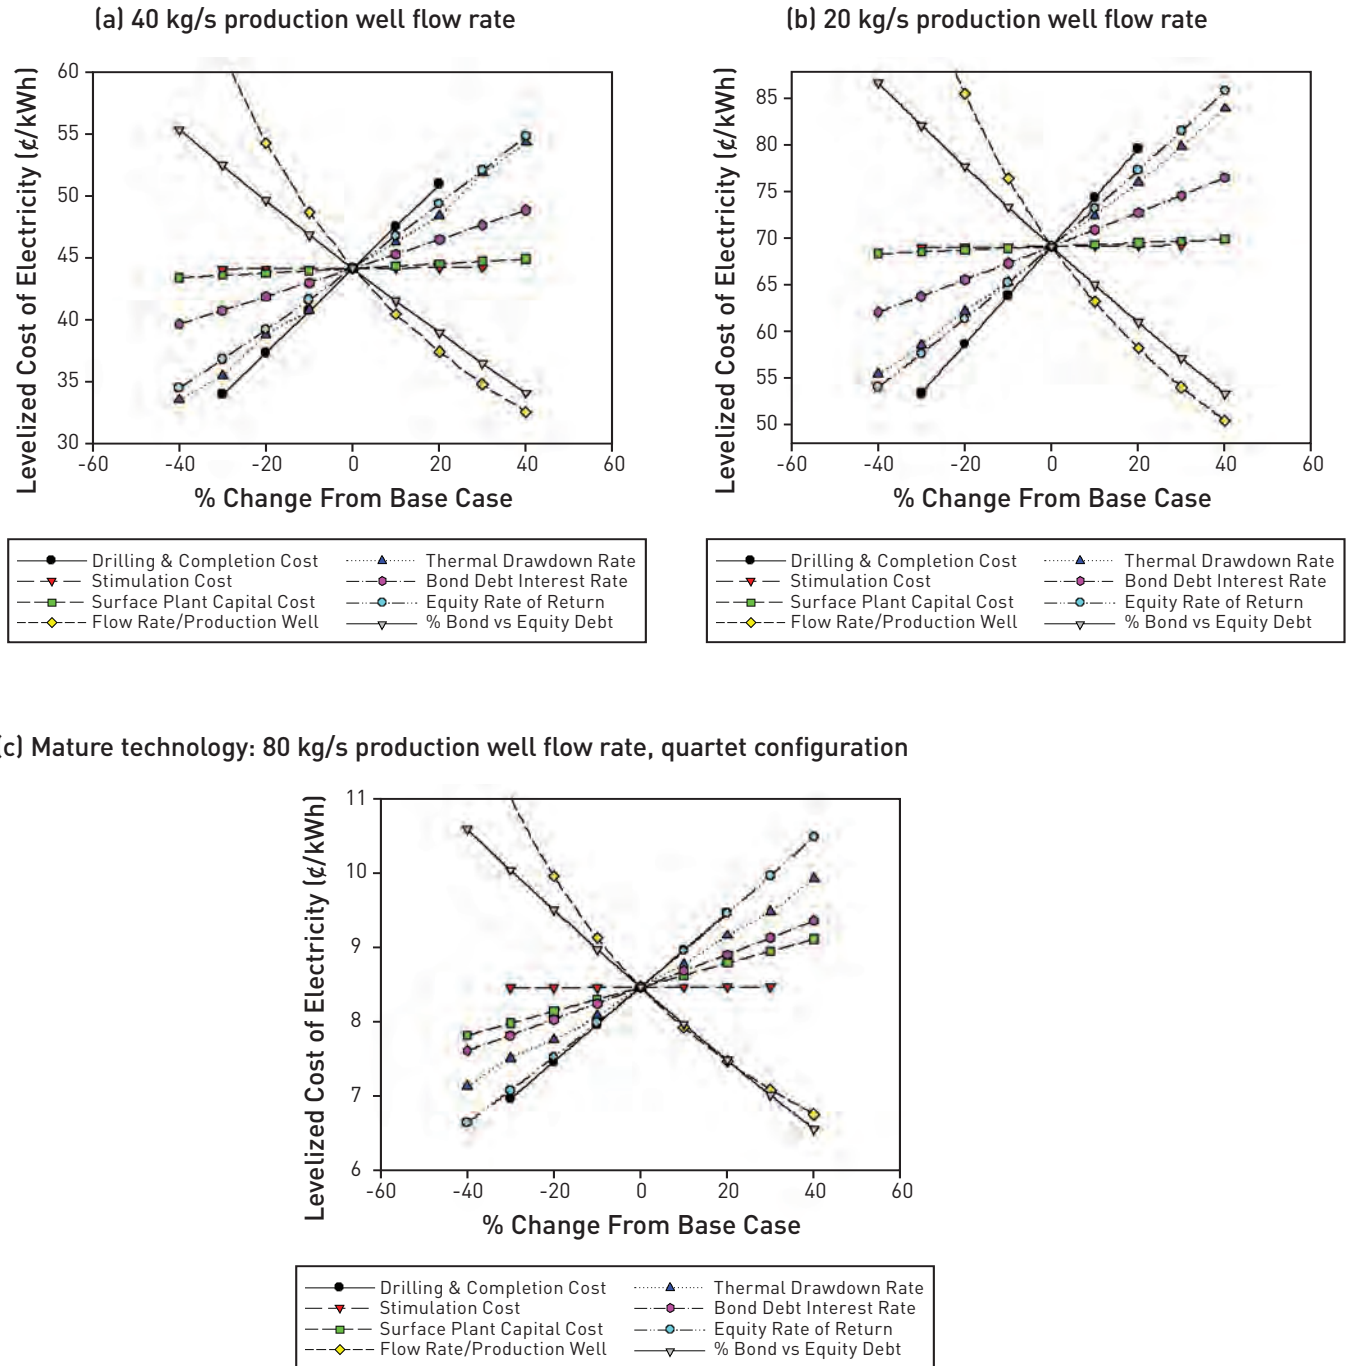 (a) 40 kg/s production well flow rate
Levelized Cost of Electricity (¢/kWh)
60
55
50
45
40
35
30
-60 -40 -20 0 20 40 60
% Change From Base Case
Drilling & Completion Cost
Stimulation Cost
Surface Plant Capital Cost
Flow Rate/Production Well
Thermal Drawdown Rate
Bond Debt Interest Rate
Equity Rate of Return
% Bond vs Equity Debt
(b) 20 kg/s production well flow rate
Levelized Cost of Electricity (¢/kWh)
85
80
75
70
65
60
55
50
-60 -40 -20 0 20 40 60
% Change From Base Case
Drilling & Completion Cost
Stimulation Cost
Surface Plant Capital Cost
Flow Rate/Production Well
Thermal Drawdown Rate
Bond Debt Interest Rate
Equity Rate of Return
% Bond vs Equity Debt
(c) Mature technology: 80 kg/s production well flow rate, quartet configuration
Levelized Cost of Electricity (¢/kWh)
11
10
9
8
7
6
-60 -40 -20 0 20 40 60
% Change From Base Case
Drilling & Completion Cost
Stimulation Cost
Surface Plant Capital Cost
Flow Rate/Production Well
Thermal Drawdown Rate
Bond Debt Interest Rate
Equity Rate of Return
% Bond vs Equity Debt